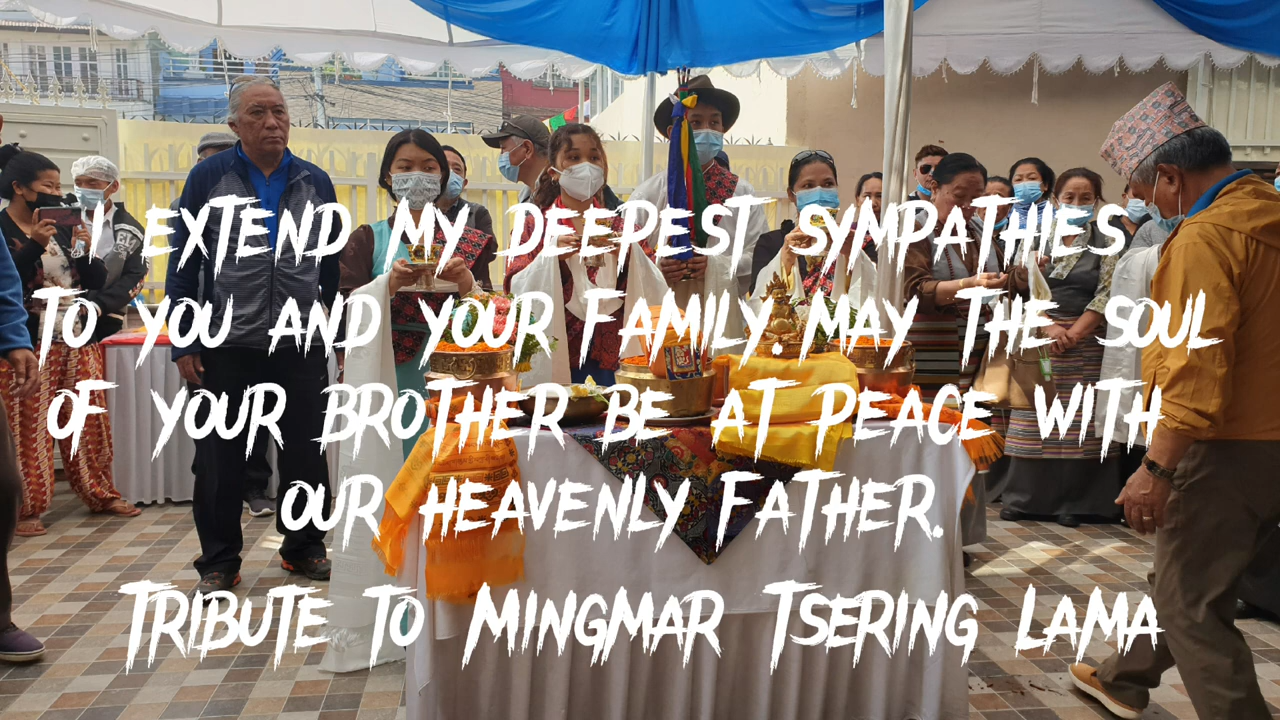 I EXTEND MY DEEPEST SYMPATHIES
TO YOU AND YOUR FAMILY. MAY THE SOUL
OF YOUR BROTHER BE AT PEACE WITH
OUR HEAVENLY FATHER.
TRIBUTE TO MINGMAR TSERING LAMA